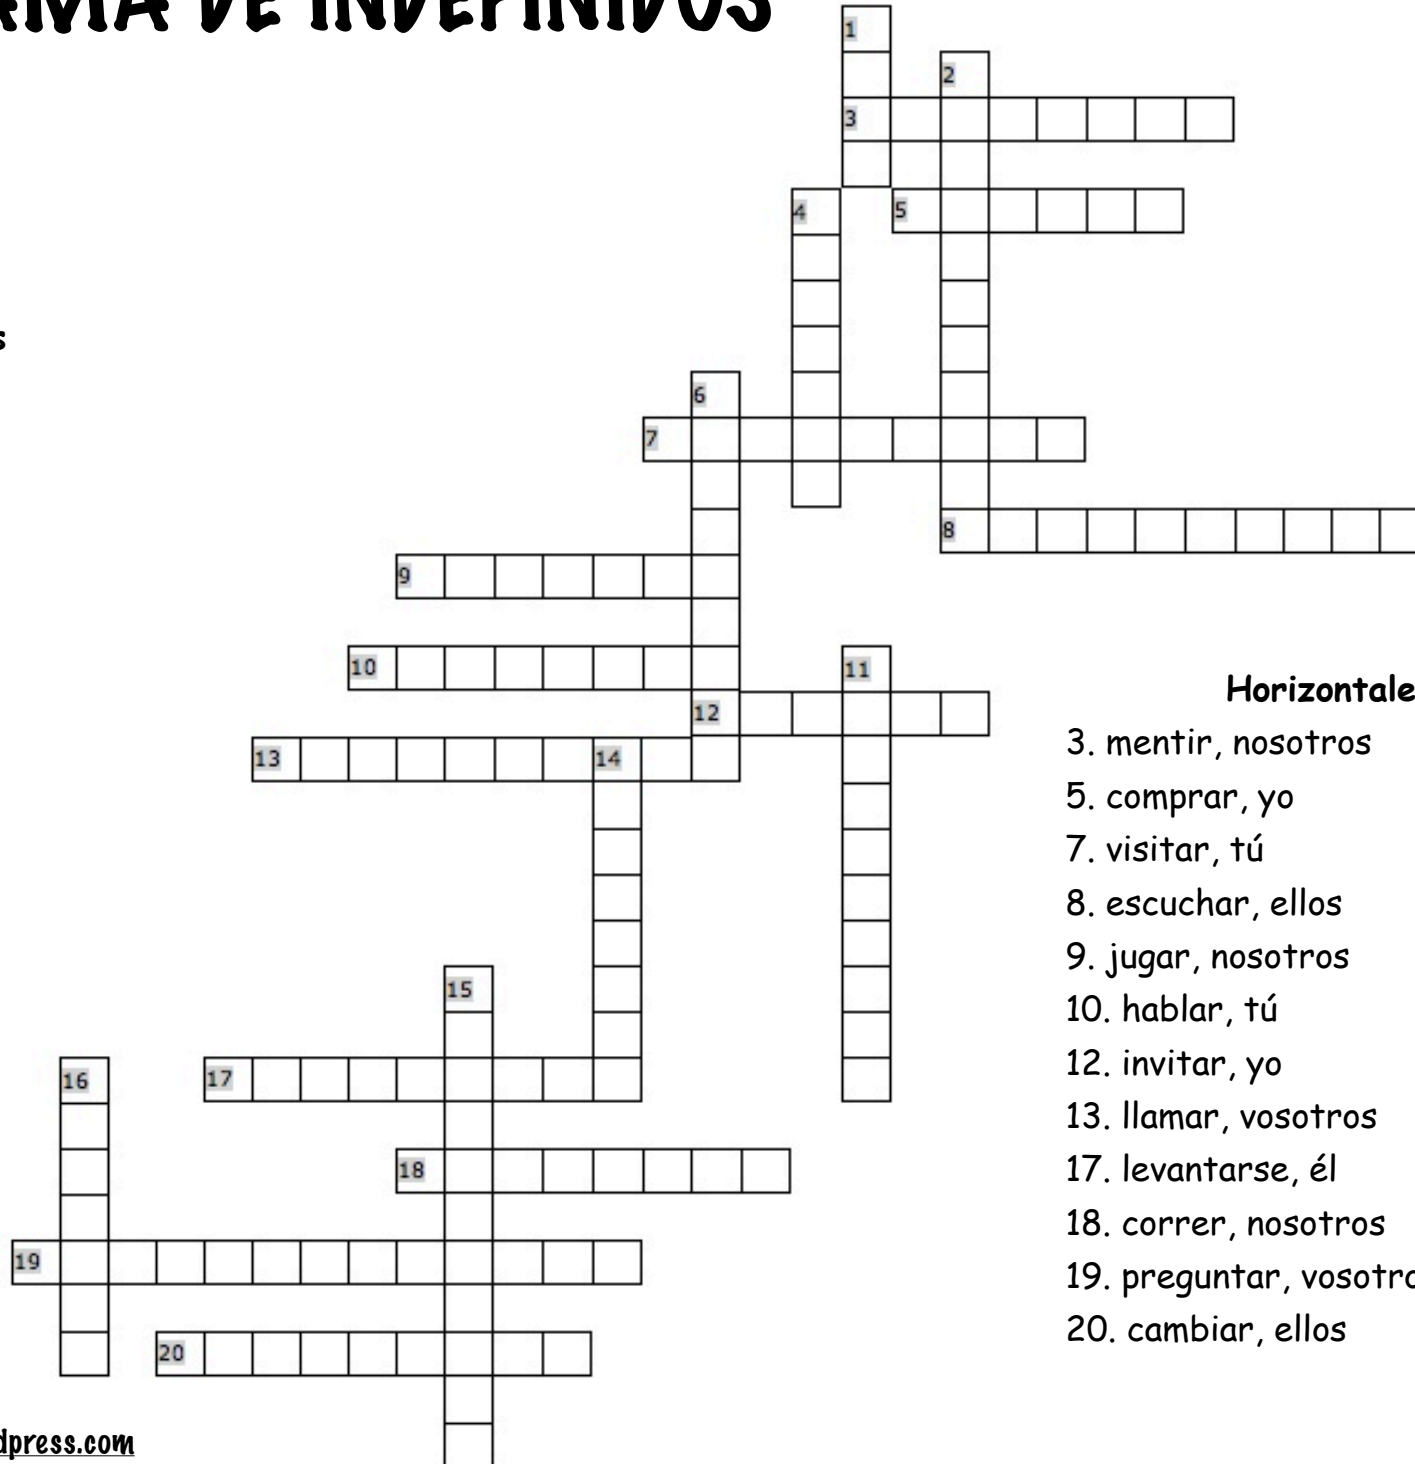 DE INDEFINIDOS
1
2
3
4
5
s
6
7
8
9
10
11
12
13
14
15
16
17
18
19
20
Horizontale
3. mentir, nosotros
5. comprar, yo
7. visitar, tú
8. escuchar, ellos
9. jugar, nosotros
10. hablar, tú
12. invitar, yo
13. llamar, vosotros
17. levantarse, él
18. correr, nosotros
19. preguntar, vosotro
20. cambiar, ellos
dpress.com